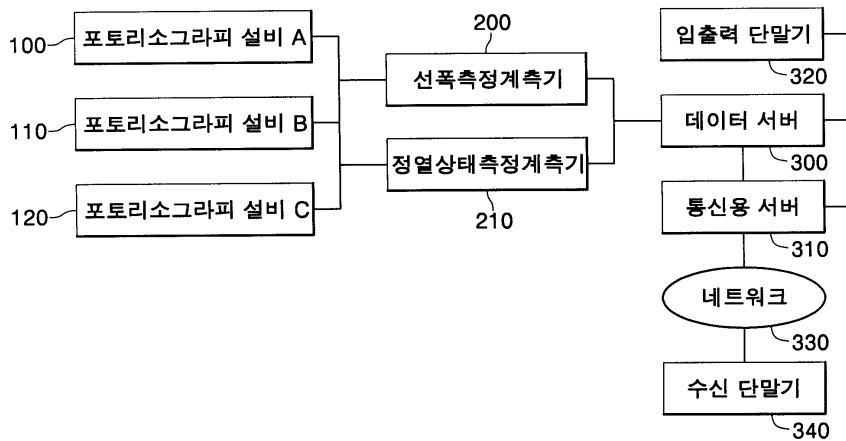 100
포토리소그라피 설비 A
110
포토리소그라피 설비 B
120
포토리소그라피 설비 C
200
선폭측정계측기
정열상태측정계측기
210
입출력 단말기
320
데이터 서버
300
통신용 서버
310
네트워크
330
수신 단말기
340